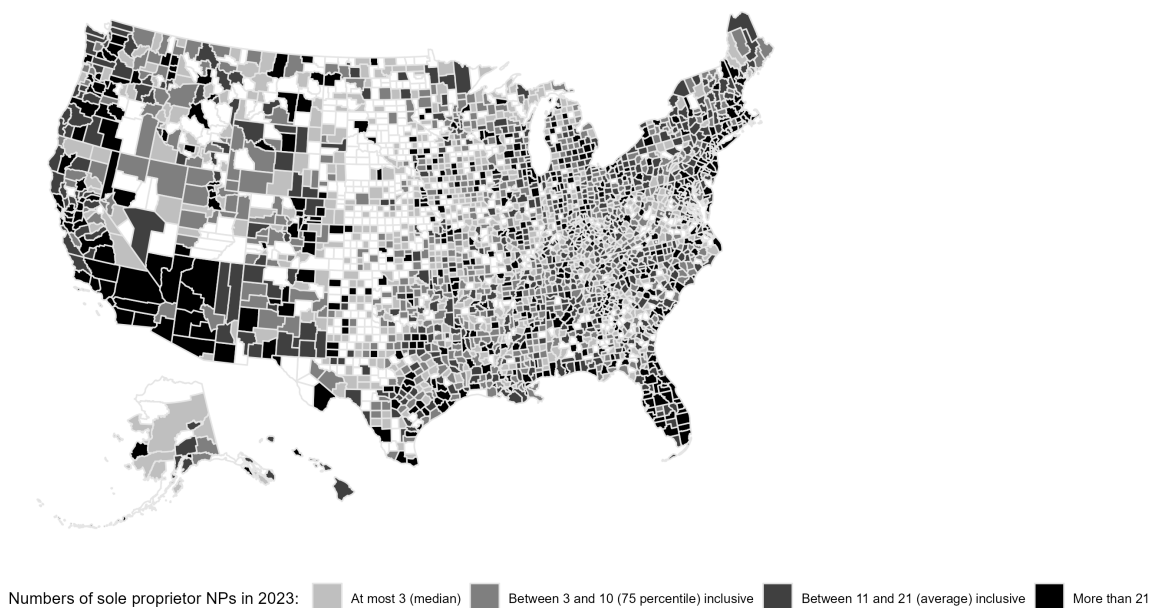 Numbers of sole proprietor NPs in 2023: At most 3 (median) Between 3 and 10 (75 percentile) inclusive Between 11 and 21 (average) inclusive More than 21